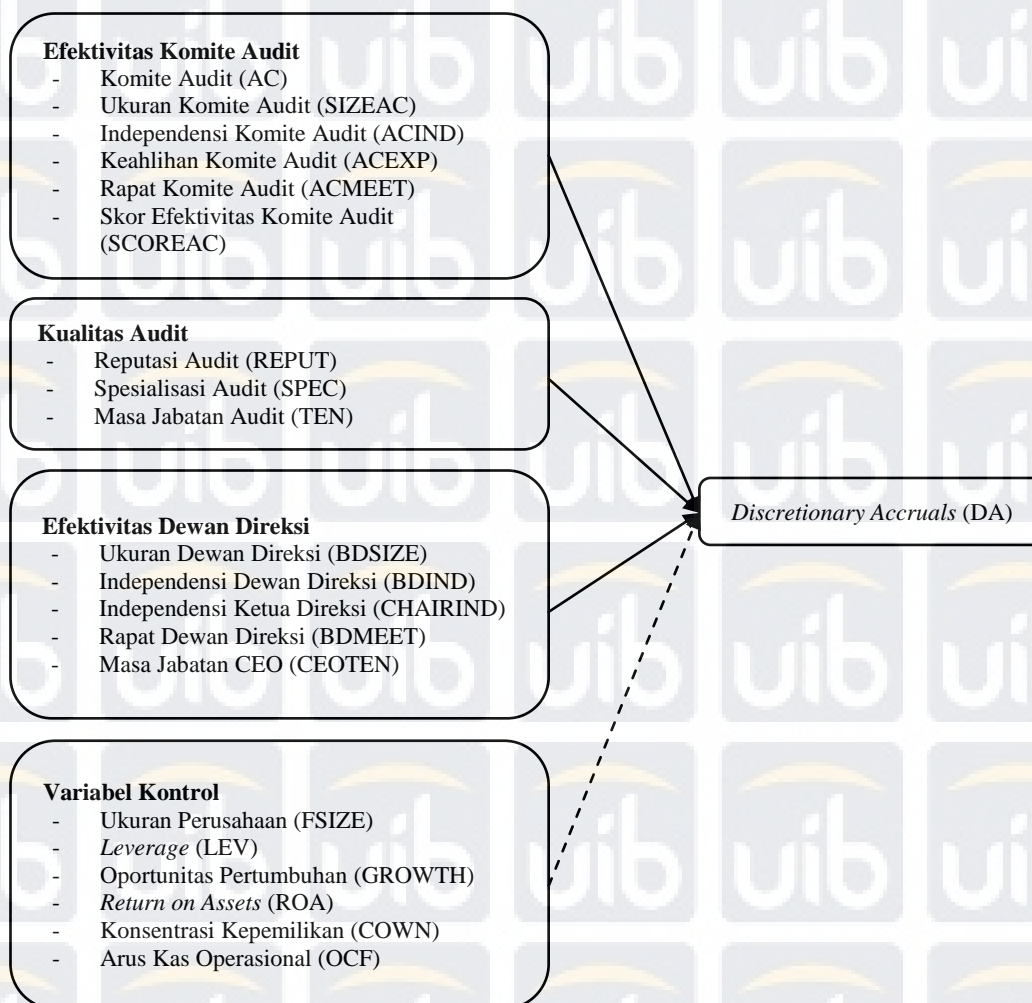 Efektivitas Komite Audit
- Komite Audit (AC)
- Ukuran Komite Audit (SIZEAC)
- Independensi Komite Audit (ACIND)
- Keahlihan Komite Audit (ACEXP)
- Rapat Komite Audit (ACMEET)
- Skor Efektivitas Komite Audit
(SCOREAC)
Kualitas Audit
- Reputasi Audit (REPUT)
- Spesialisasi Audit (SPEC)
- Masa Jabatan Audit (TEN)
Efektivitas Dewan Direksi
- Ukuran Dewan Direksi (BDSIZE)
- Independensi Dewan Direksi (BDIND)
- Independensi Ketua Direksi (CHAIRIND)
- Rapat Dewan Direksi (BDMEET)
- Masa Jabatan CEO (CEOTEN)
Discretionary Accruals (DA)
Variabel Kontrol
- Ukuran Perusahaan (FSIZE)
- Leverage (LEV)
- Oportunitas Pertumbuhan (GROWTH)
- Return on Assets (ROA)
- Konsentrasi Kepemilikan (COWN)
- Arus Kas Operasional (OCF)